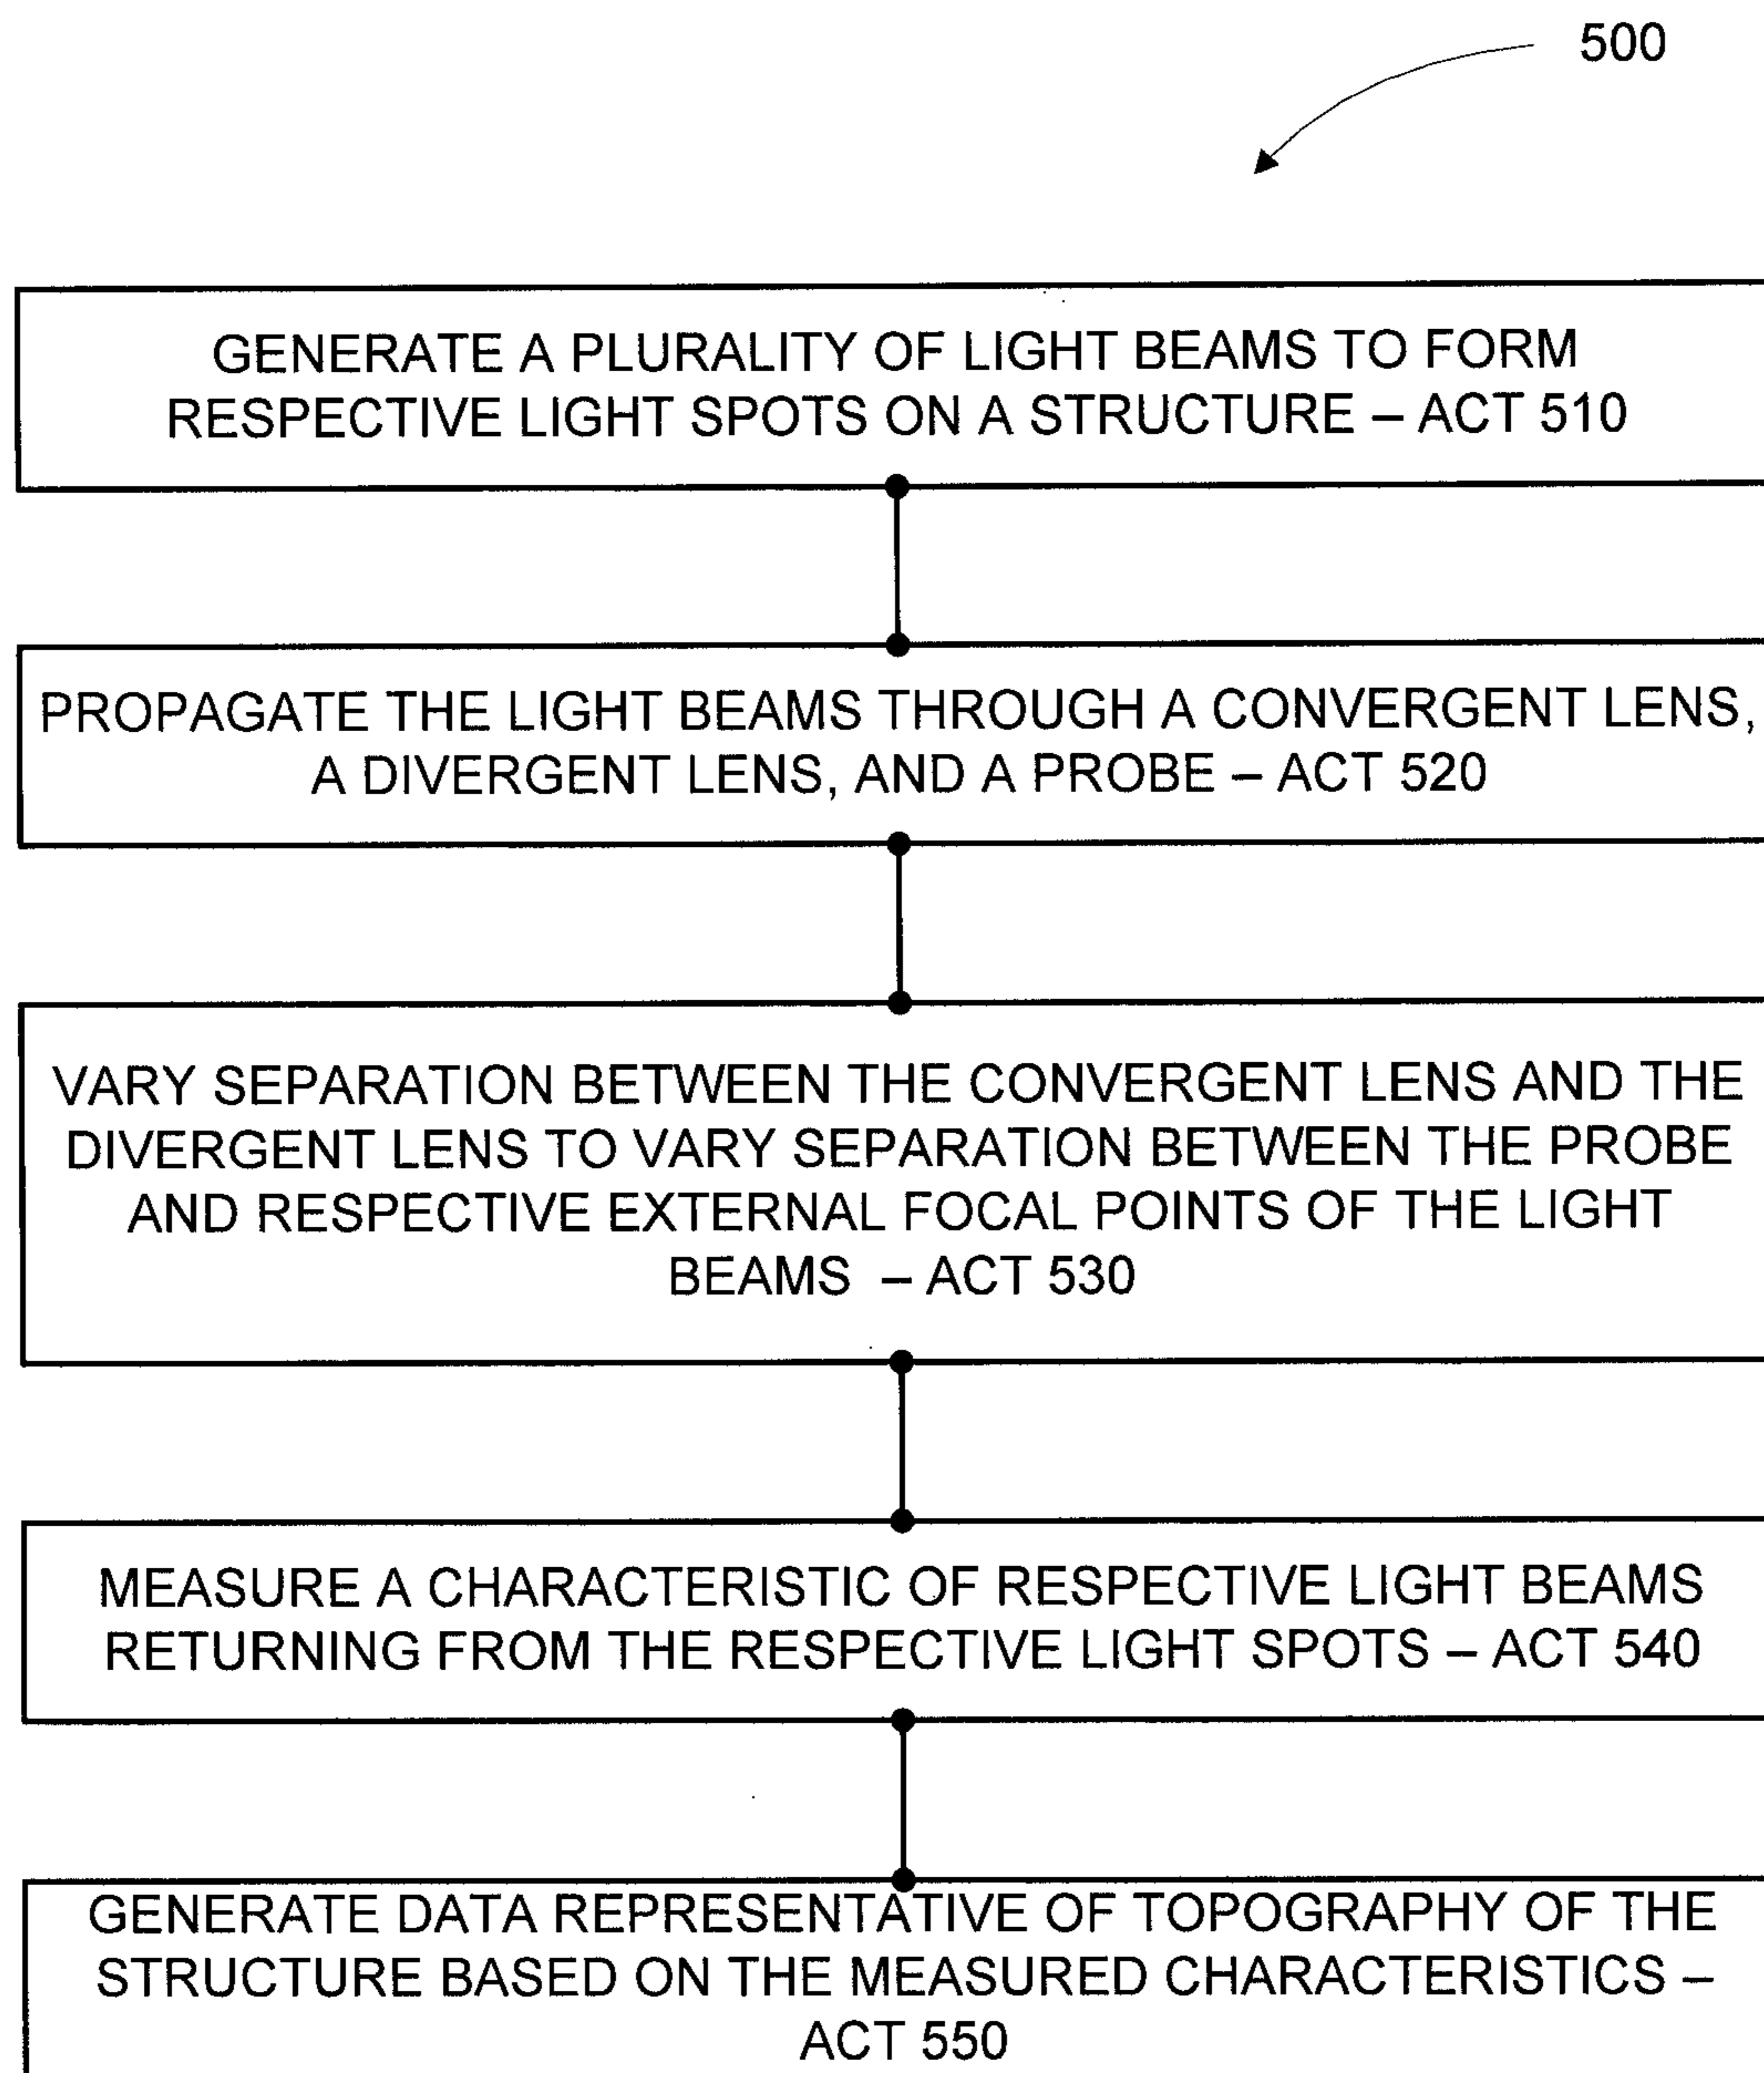 500
GENERATE A PLURALITY OF LIGHT BEAMS TO FORM
RESPECTIVE LIGHT SPOTS ON A STRUCTURE – ACT 510
PROPAGATE THE LIGHT BEAMS THROUGH A CONVERGENT LENS,
A DIVERGENT LENS, AND A PROBE – ACT 520
VARY SEPARATION BETWEEN THE CONVERGENT LENS AND THE
DIVERGENT LENS TO VARY SEPARATION BETWEEN THE PROBE
AND RESPECTIVE EXTERNAL FOCAL POINTS OF THE LIGHT
BEAMS – ACT 530
MEASURE A CHARACTERISTIC OF RESPECTIVE LIGHT BEAMS
RETURNING FROM THE RESPECTIVE LIGHT SPOTS – ACT 540
GENERATE DATA REPRESENTATIVE OF TOPOGRAPHY OF THE
STRUCTURE BASED ON THE MEASURED CHARACTERISTICS –
ACT 550